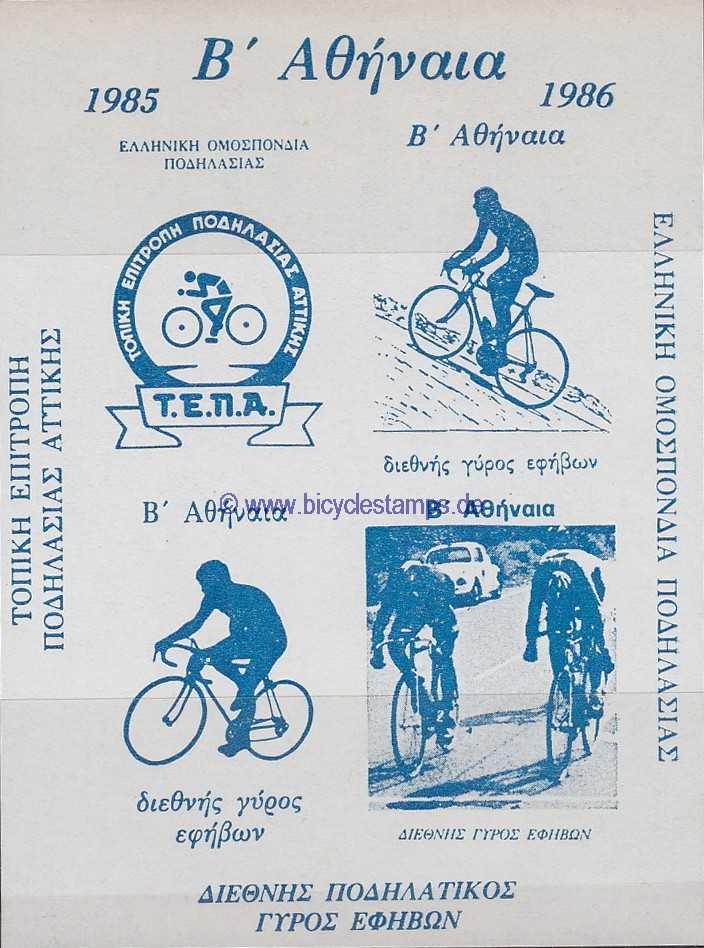 Β΄ Αθήναια
1985
1986
ΕΛΛΗΝΙΚΗ ΟΜΟΣΠΟΝΔΙΑ
ΠΟΔΗΛΑΣΙΑΣ
Β΄ Αθήναια
ΤΟΠΙΚΗ ΕΠΙΤΡΟΠΗ ΠΟΔΗΛΑΣΙΑΣ ΑΤΤΙΚΗΣ
Τ.Ε.Π.Α.
διεθνής γύρος εφήβων
ΤΟΠΙΚΗ ΕΠΙΤΡΟΠΗ
ΠΟΔΗΛΑΣΙΑΣ ΑΤΤΙΚΗΣ
ΕΛΛΗΝΙΚΗ ΟΜΟΣΠΟΝΔΙΑ ΠΟΔΗΛΑΣΙΑΣ
© www.bicyclestamps.de
Β΄ Αθήναια
Β΄ Αθήναια
διεθνής γύρος
εφήβων
ΔΙΕΘΝΗΣ ΓΥΡΟΣ ΕΦΗΒΩΝ
ΔΙΕΘΝΗΣ ΠΟΔΗΛΑΤΙΚΟΣ
ΓΥΡΟΣ ΕΦΗΒΩΝ